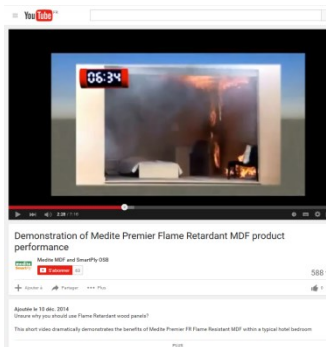 YouTube
06:34
Demonstration of Medite Premier Flame Retardant MDF product
performance
Medite MDF and SmartPly OSB
588
Partager
Plus
Ajoutée le 10 déc. 2014
Unsure why you should use Flame Retardant wood panels?
This short video dramatically demonstrates the benefits of Medite Premier FR Flame Resistant MDF within a typical hotel bedroom
PLUS